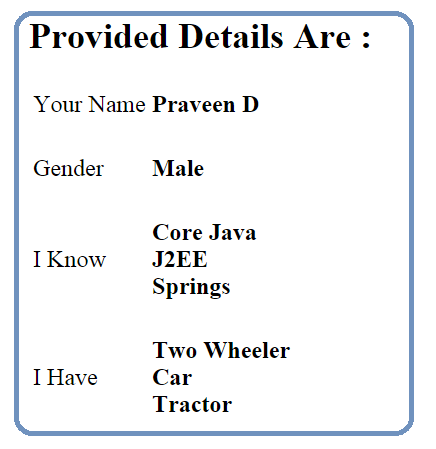 Provided Details Are :
Your Name Praveen D
Gender Male
Core Java
I Know J2EE
Springs
Two Wheeler
I Have Car
Tractor